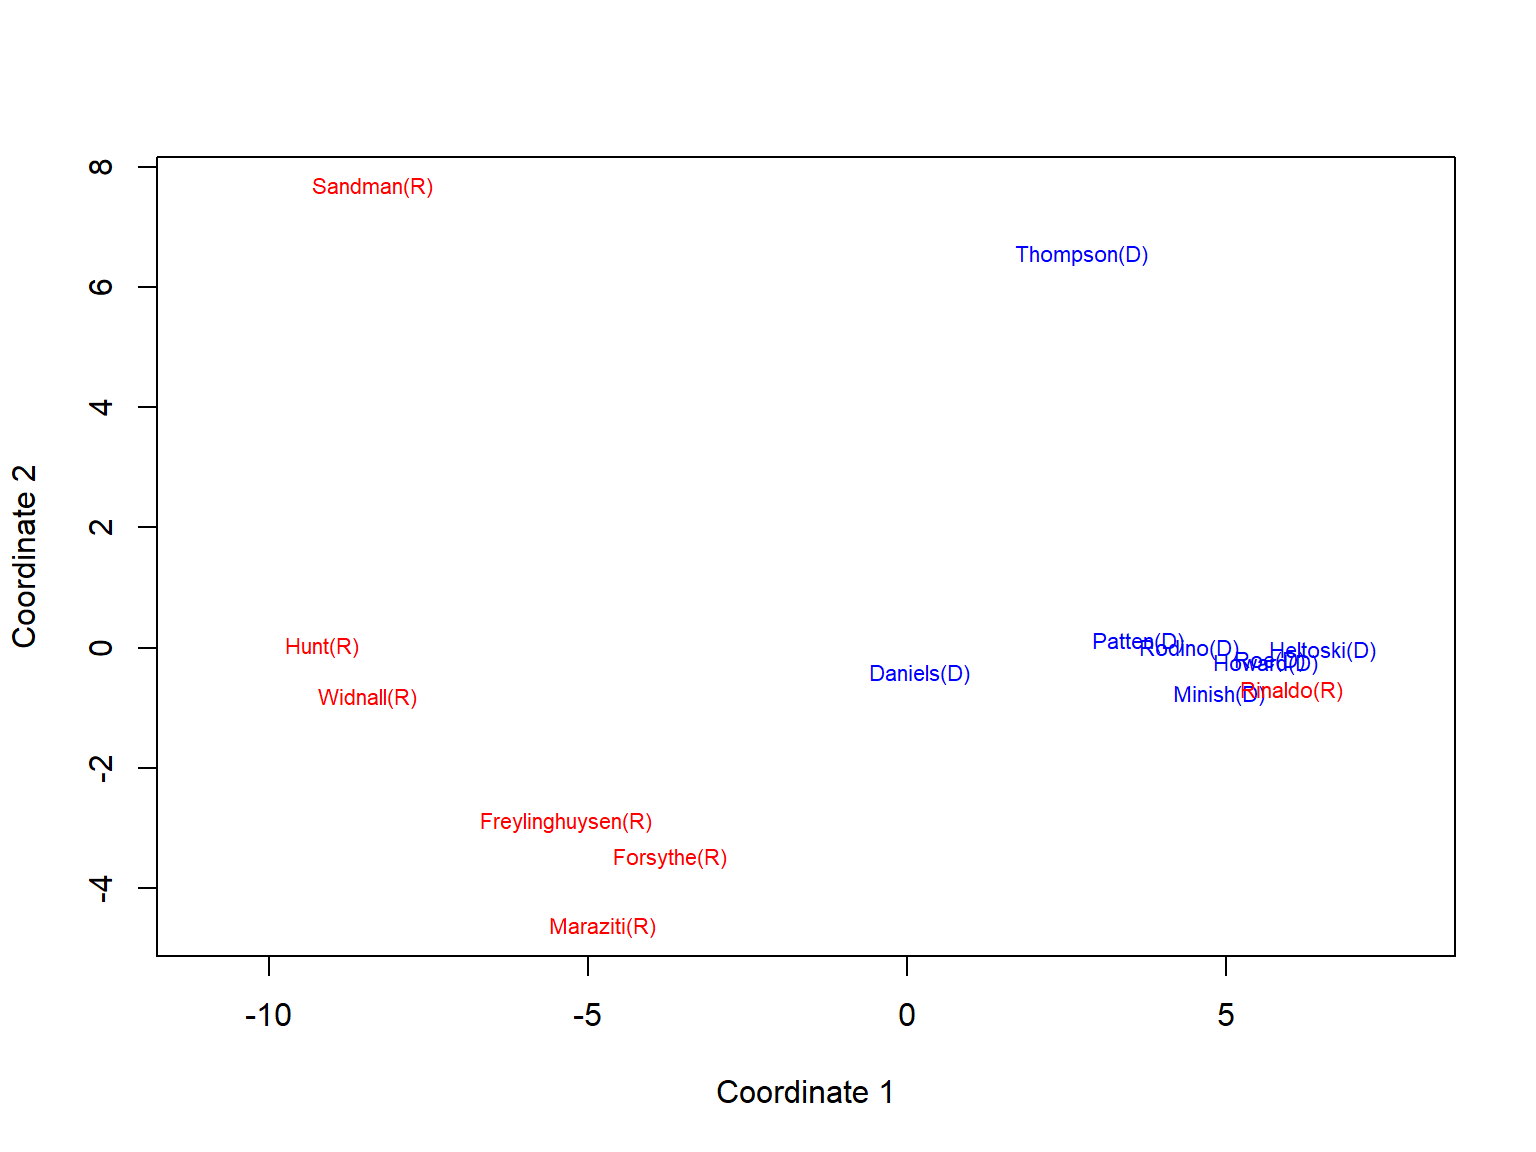 8
Sandman(R)
Thompson(D)
6
4
2
Coordinate 2
0
Hunt(R)
Patten(D)
Rodino(D)
Heltoski(D)
Roe(D)
Howard(D)
Daniels(D)
Widnall(R)
Minish(D)
Rinaldo(R)
-2
Freylinghuysen(R)
Forsythe(R)
-4
Maraziti(R)
-10 -5 0 5
Coordinate 1